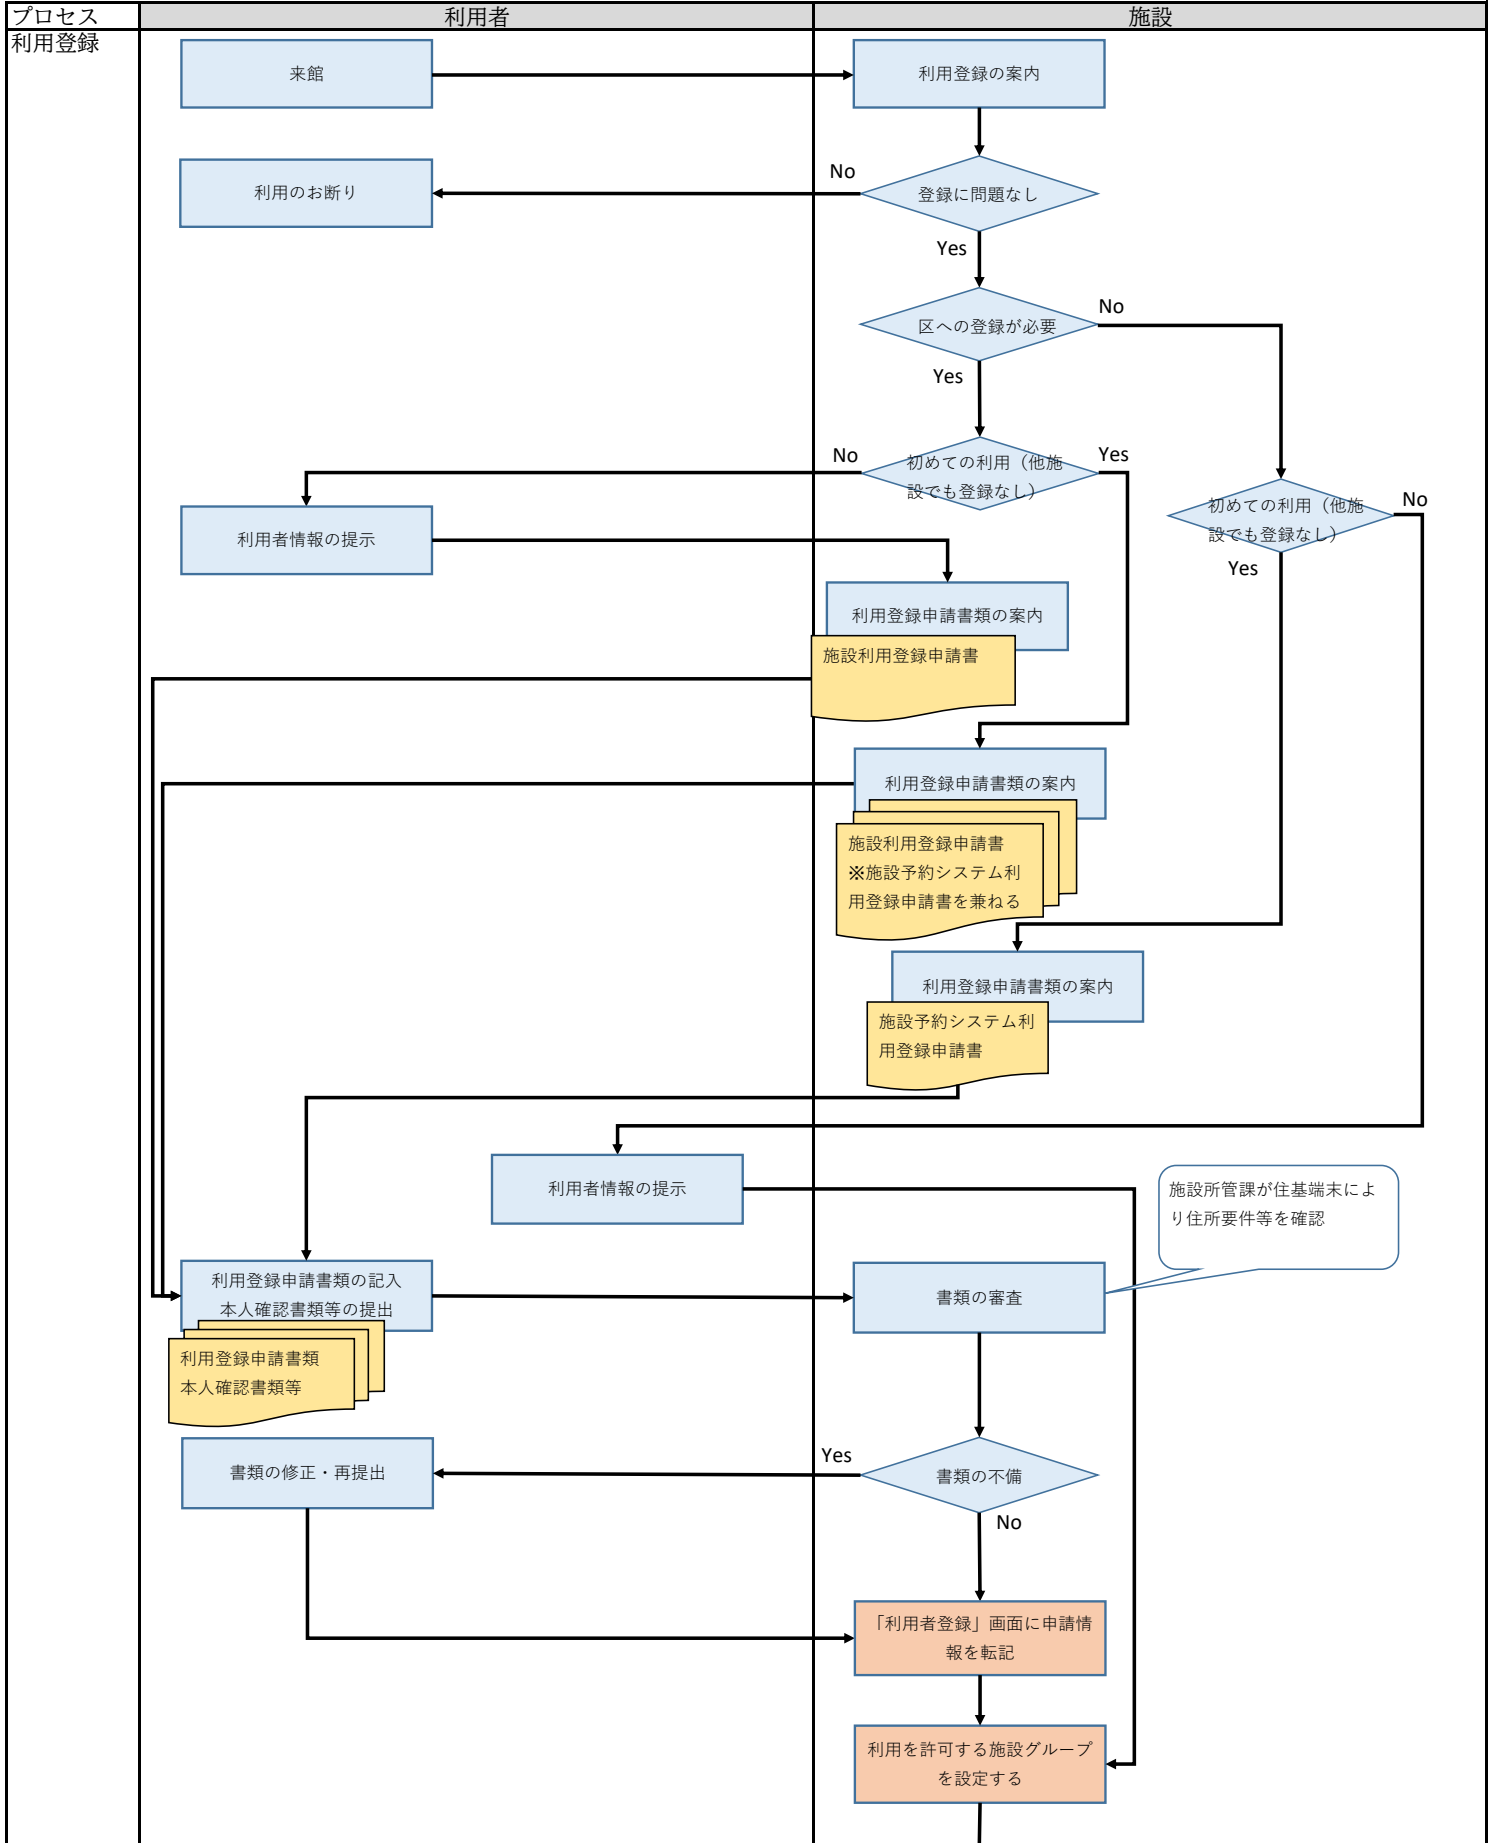 プロセス
利用者
施設
利用登録
来館
利用登録の案内
No
利用のお断り
登録に問題なし
Yes
区への登録が必要
No
Yes
No
初めての利用（他施
設でも登録なし）
Yes
初めての利用（他施
設でも登録なし）
No
Yes
利用者情報の提示
利用登録申請書類の案内
施設利用登録申請書
利用登録申請書類の案内
施設利用登録申請書
※施設予約システム利
用登録申請書を兼ねる
利用登録申請書類の案内
施設予約システム利
用登録申請書
利用者情報の提示
施設所管課が住基端末によ
り住所要件等を確認
利用登録申請書類の記入
本人確認書類等の提出
書類の審査
利用登録申請書類
本人確認書類等
書類の修正・再提出
Yes
書類の不備
No
「利用者登録」画面に申請情
報を転記
利用を許可する施設グループ
を設定する